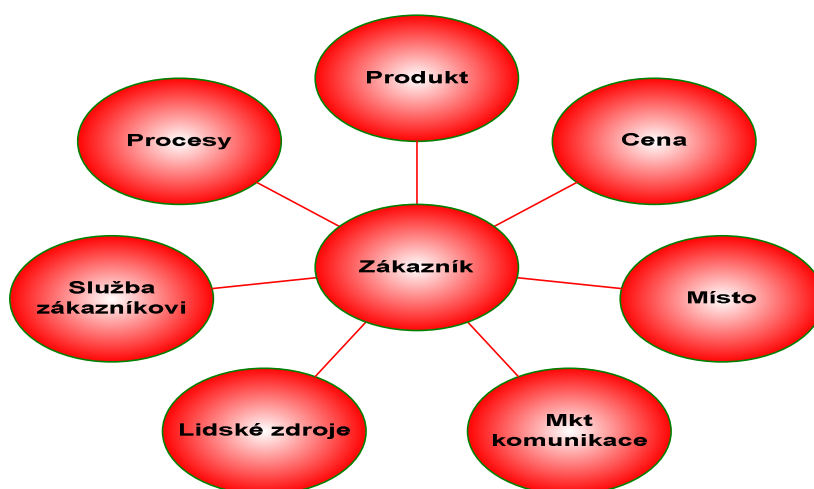 Produkt
Procesy
Cena
Zákazník
Služba
zákazníkovi
Místo
Lidské zdroje
Mkt
komunikace